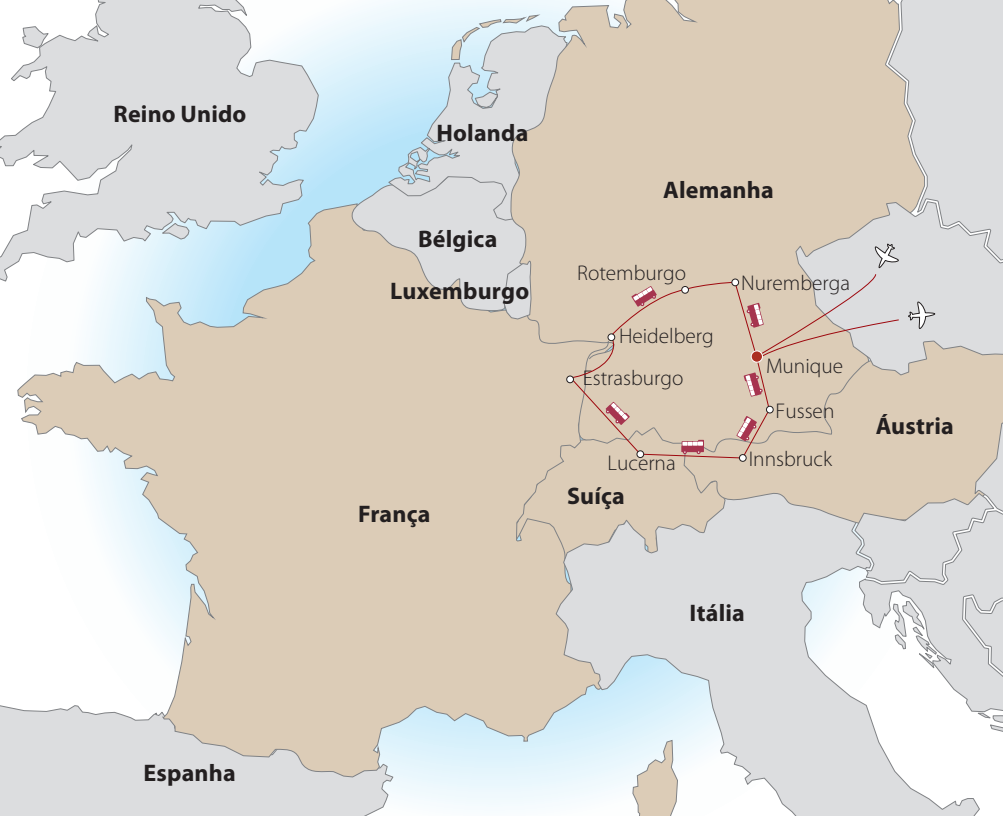 Reino Unido
Holanda
Alemanha
Bélgica
Luxemburgo
Rotemburgo
Nuremberga
Heidelberg
Munique
Estrasburgo
Fussen
Áustria
Lucerna
Innsbruck
Suíça
França
Itália
Espanha